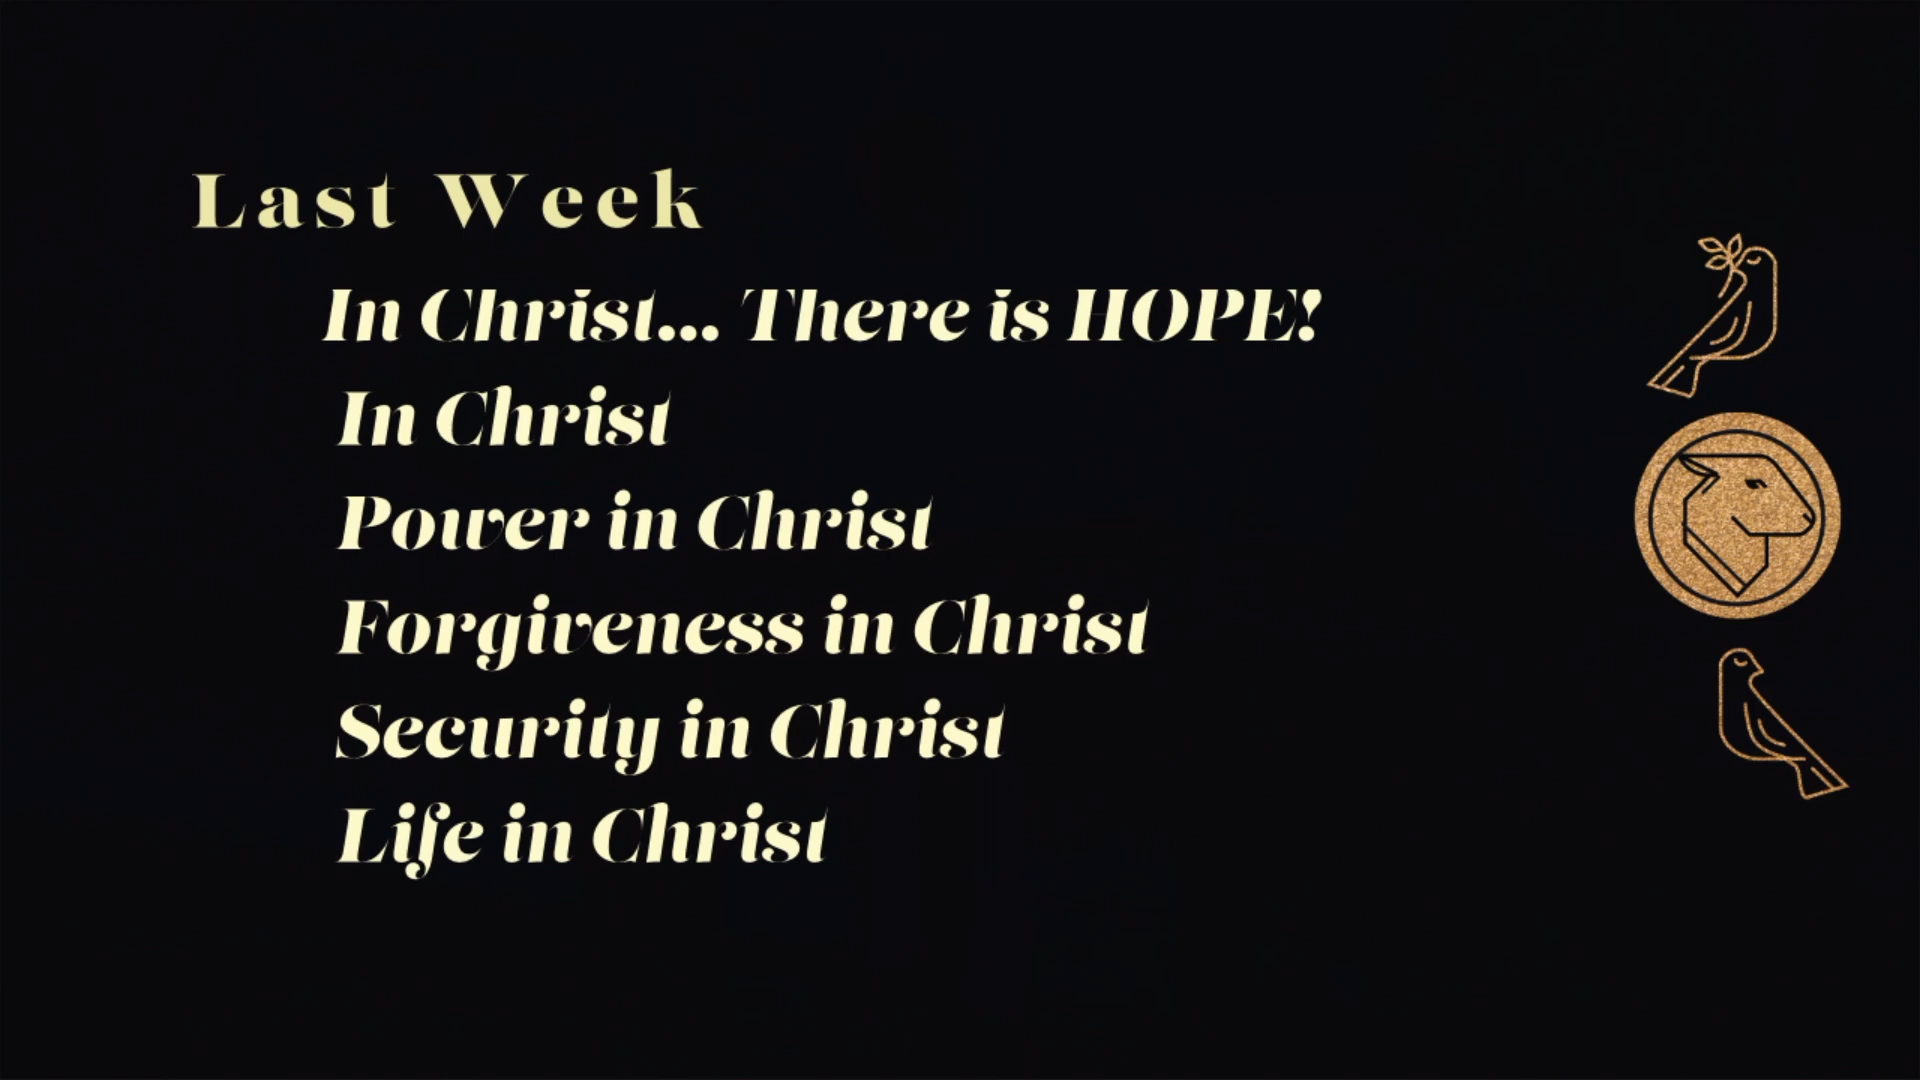 Last Week
In Christ... There is HOPE!
In Christ
Power in Christ
Forgiveness in Christ
Security in Christ
Life in Christ